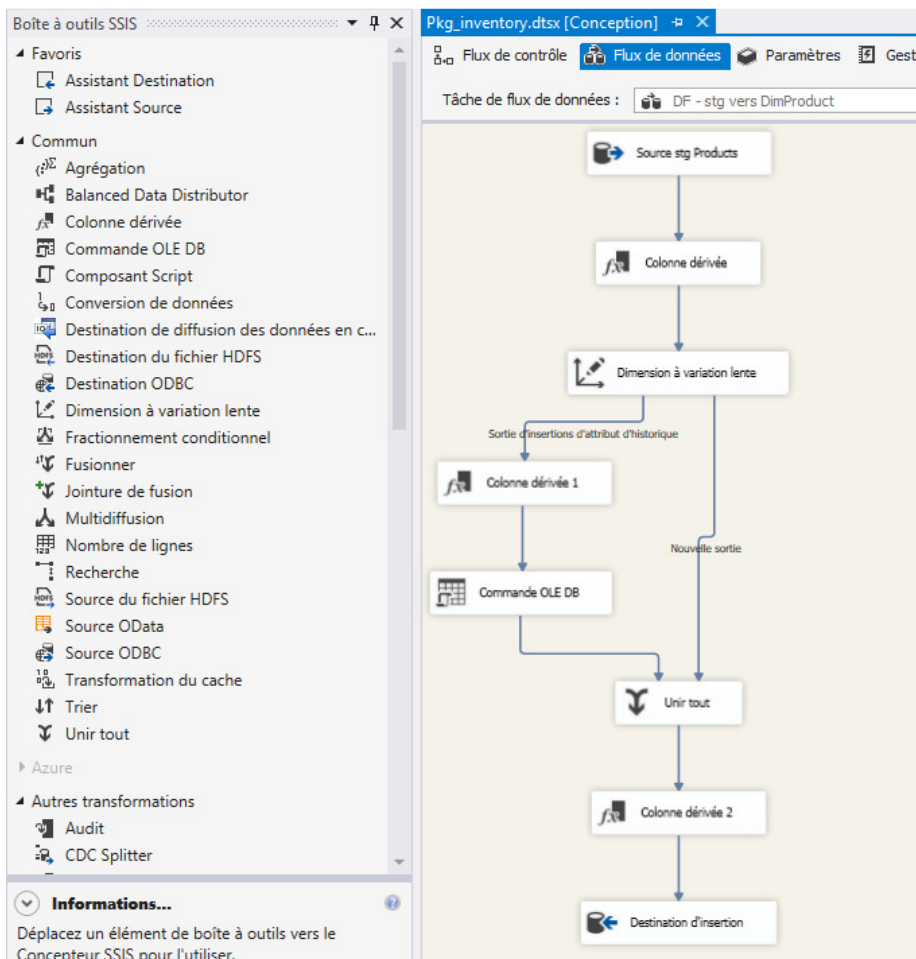 Boîte à outils SSIS
Favoris
Assistant Destination
Assistant Source
Commun
Agrégation
Balanced Data Distributor
Colonne dérivée
Commande OLE DB
Composant Script
Conversion de données
Destination de diffusion des données en c...
Destination du fichier HDFS
Destination ODBC
Dimension à variation lente
Fractionnement conditionnel
Fusionner
Jointure de fusion
Multidiffusion
Nombre de lignes
Recherche
Source du fichier HDFS
Source OData
Source ODBC
Transformation du cache
Trier
Unir tout
Azure
Autres transformations
Audit
CDC Splitter
Informations...
Déplacez un élément de boîte à outils vers le
Concepteur SSIS pour l'utiliser.
Pkg_inventory.dtsx [Conception]
Flux de contrôle Flux de données Paramètres Gest
Tâche de flux de données : DF - stg vers DimProduct
Source stg Products
Colonne dérivée
Dimension à variation lente
Sortie d'insertions d'attribut d'historique
Colonne dérivée 1
Nouvelle sortie
Commande OLE DB
Unir tout
Colonne dérivée 2
Destination d'insertion